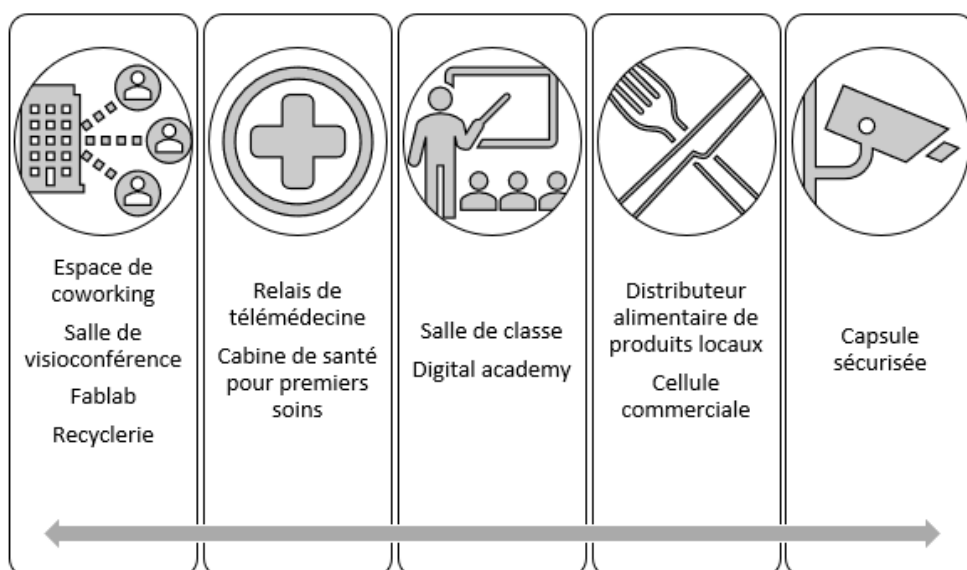 Espace de
coworking
Salle de
visioconférence
Fablab
Recyclerie
Relais de
télémédecine
Cabine de santé
pour premiers
soins
Salle de classe
Digital academy
Distributeur
alimentaire de
produits locaux
Cellule
commerciale
Capsule
sécurisée